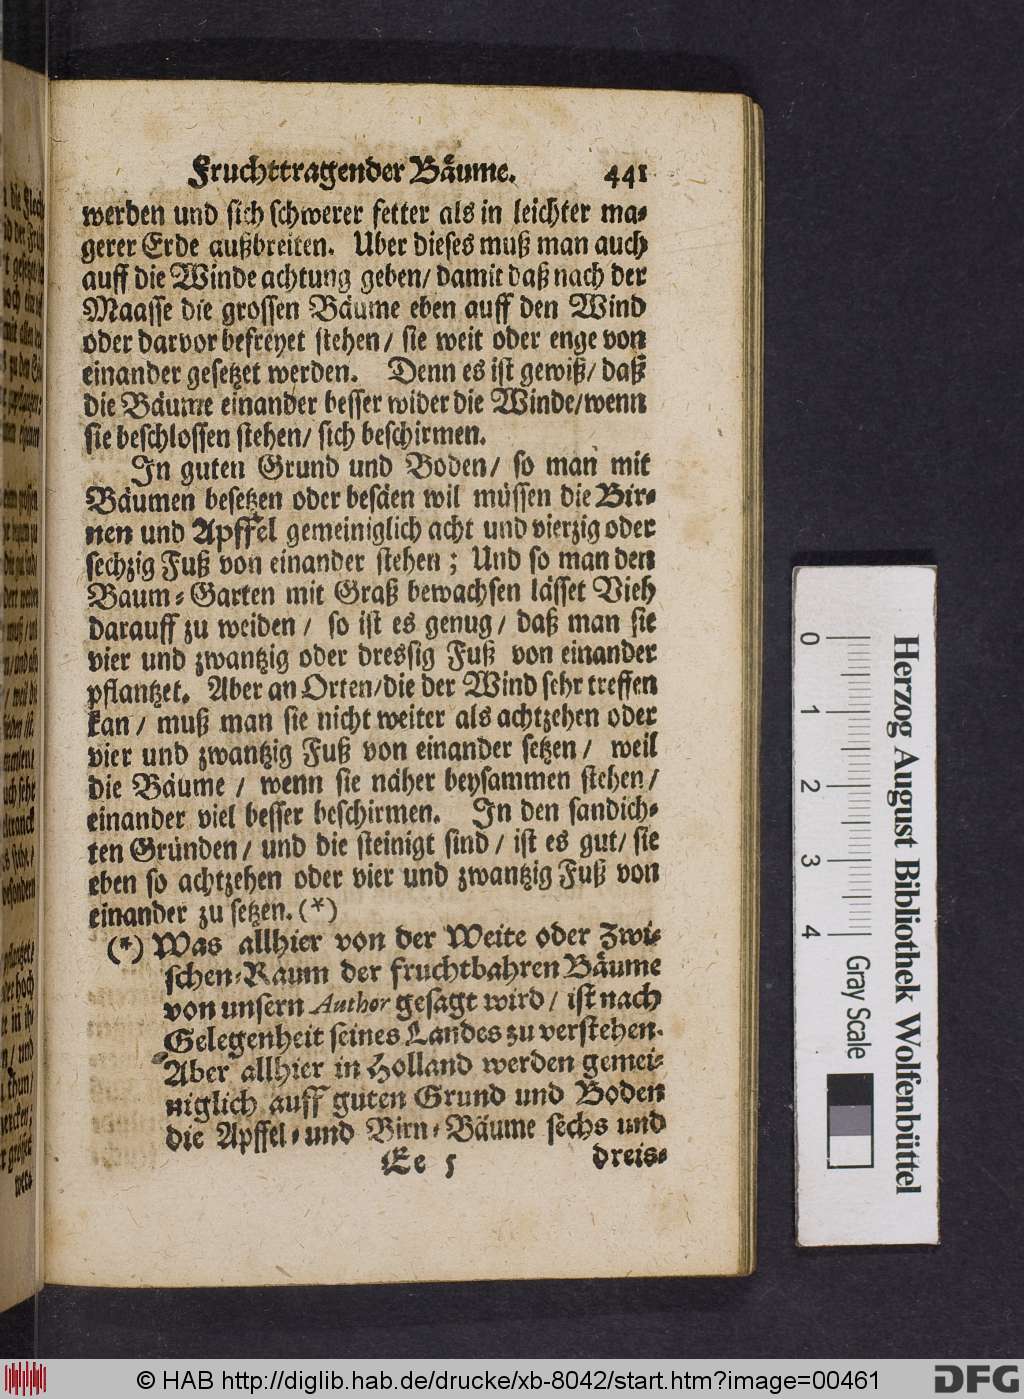 Fruchttragender Bäume. 441
werden und sich schwerer fetter als in leichter ma-
gerer Erde außbreiten. Uber dieses muß man auch
auff die Winde achtung geben/ damit daß nach der
Maasse die grossen Bäume eben auff den Wind
oder darvor befreyet stehen/ sie weit oder enge von
einander gesetzet werden. Denn es ist gewiß/ daß
die Bäume einander besser wider die Winde/wenn
sie beschlossen stehen/ sich beschirmen.
In guten Grund und Boden/ so man mit
Bäumen besetzen oder besäen wil müssen die Bir-
nen und Apffel gemeiniglich acht und vierzig oder
sechzig Fuß von einander stehen; Und so man den
Baum-Garten mit Graß bewachsen lässet Vieh
darauff zu weiden/ so ist es genug/ daß man sie
vier und zwantzig oder dressig Fuß von einander
pflantzet. Aber an Orten/die der Wind sehr treffen
kan/ muß man sie nicht weiter als achtzehen oder
vier und zwantzig Fuß von einander setzen/ weil
die Bäume/ wenn sie näher beysammen stehen/
einander viel besser beschirmen. In den sandich-
ten Gründen/ und die steinigt sind/ ist es gut/ sie
eben so achtzehen oder vier und zwantzig Fuß von
einander zu setzen. (*)
(*) Was allhier von der Weite oder Zwi-
schen-Raum der fruchtbahren Bäume
von unsern Author gesagt wird/ ist nach
Gelegenheit seines Landes zu verstehen.
Aber allhier in Holland werden gemei-
niglich auff guten Grund und Boden
die Apffel-und Birn-Bäume sechs und
Ee 5 dreis-
0 1 2 3 4
Gray Scale
Herzog August Bibliothek Wolfenbüttel
© HAB http://diglib.hab.de/drucke/xb-8042/start.htm?image=00461
DFG